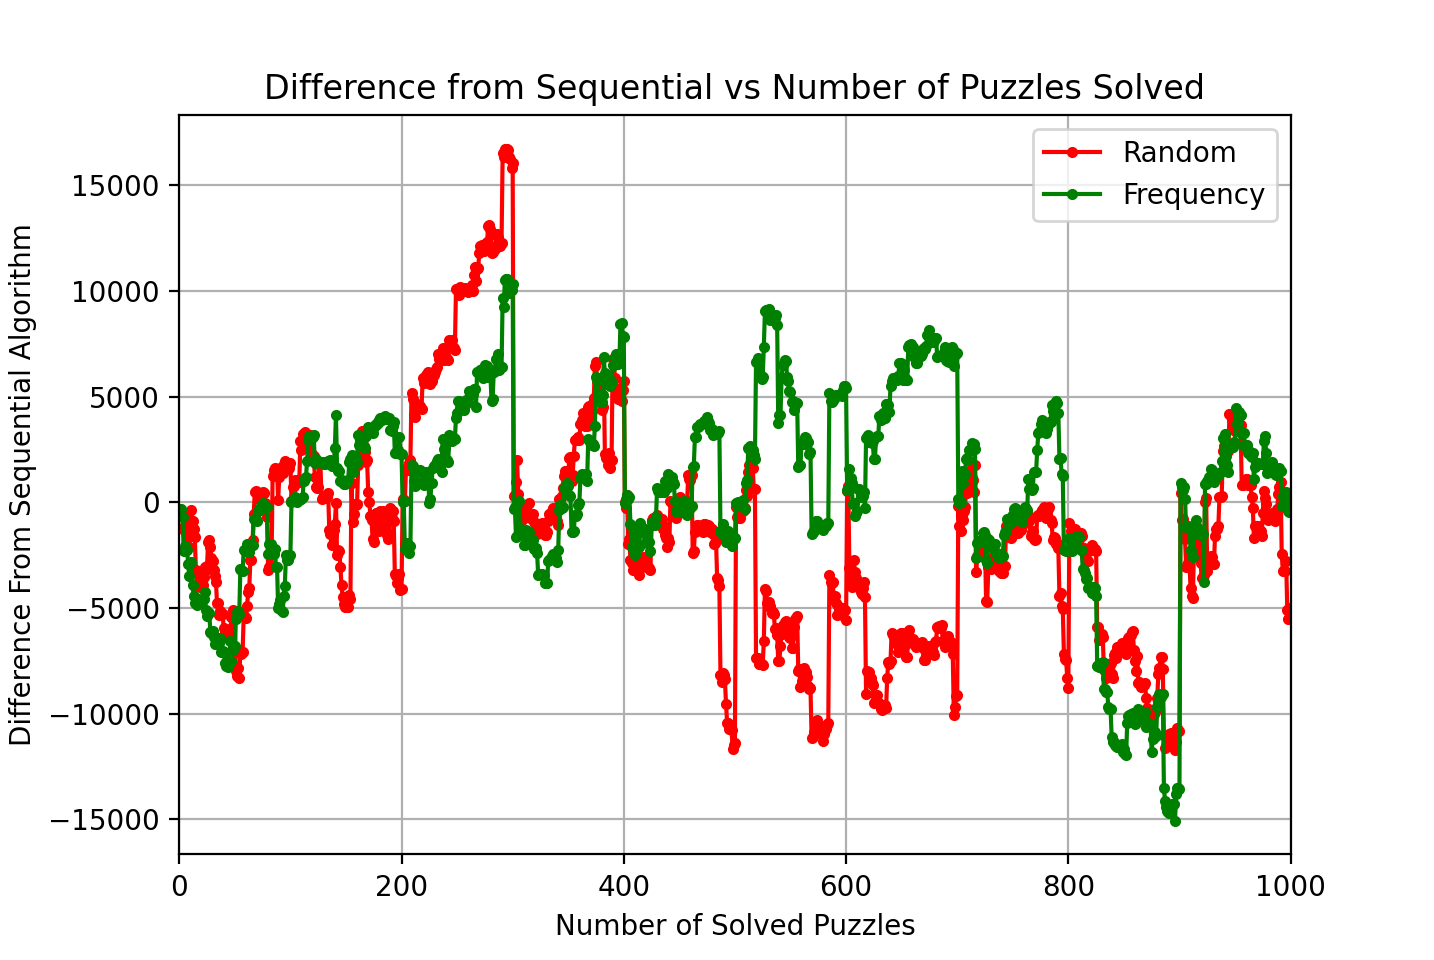 Difference from Sequential vs Number of Puzzles Solved
Random
Frequency
Difference From Sequential Algorithm
15000
10000
5000
0
−5000
−10000
−15000
0 200 400 600 800 1000
Number of Solved Puzzles